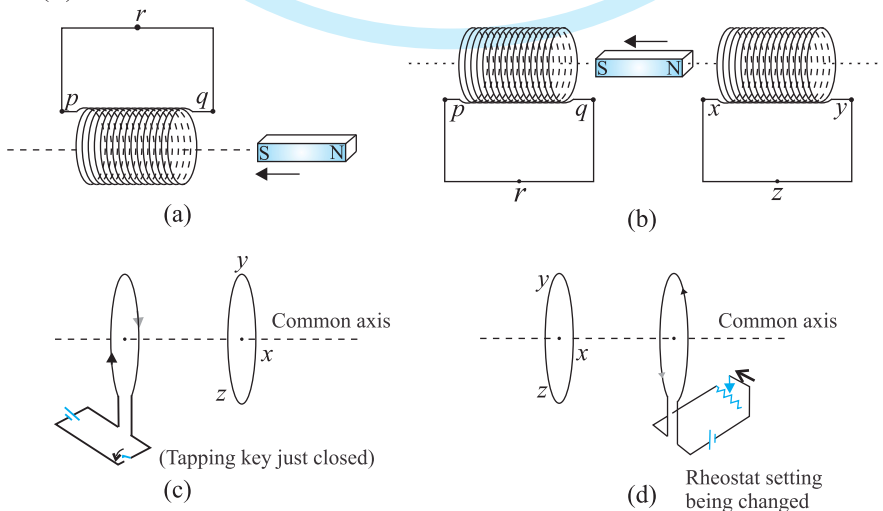 r
p q
S N
(a)
S N
p q x y
r z
(b)
y
Common axis
x
z
(Tapping key just closed)
(c)
y
Common axis
x
z
Rheostat setting
being changed
(d)